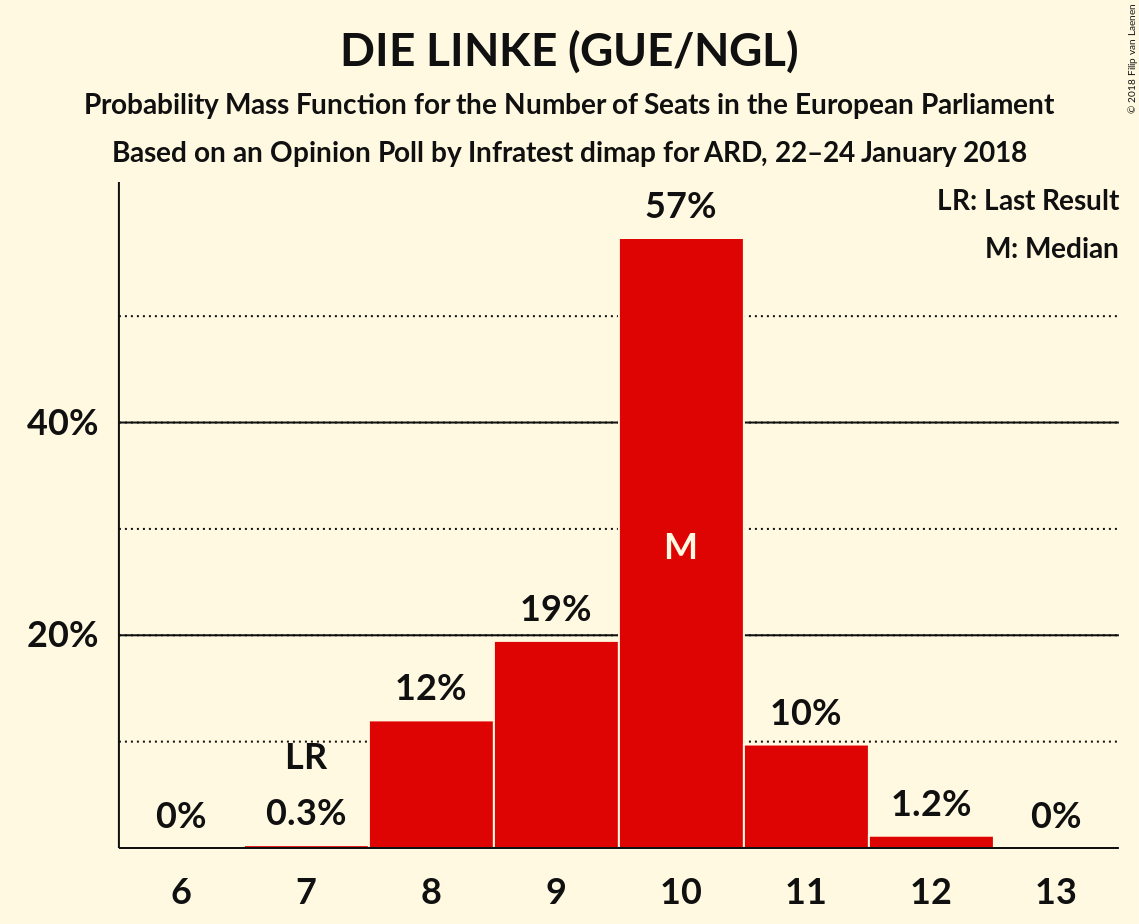 DIE LINKE (GUE/NGL)
Probability Mass Function for the Number of Seats in the European Parliament
Based on an Opinion Poll by Infratest dimap for ARD, 22–24 January 2018
© 2018 Filip van Laenen
LR: Last Result
M: Median
57%
40%
M
19%
20%
12%
10%
LR
0%
0.3%
1.2%
0%
6 7 8 9 10 11 12 13